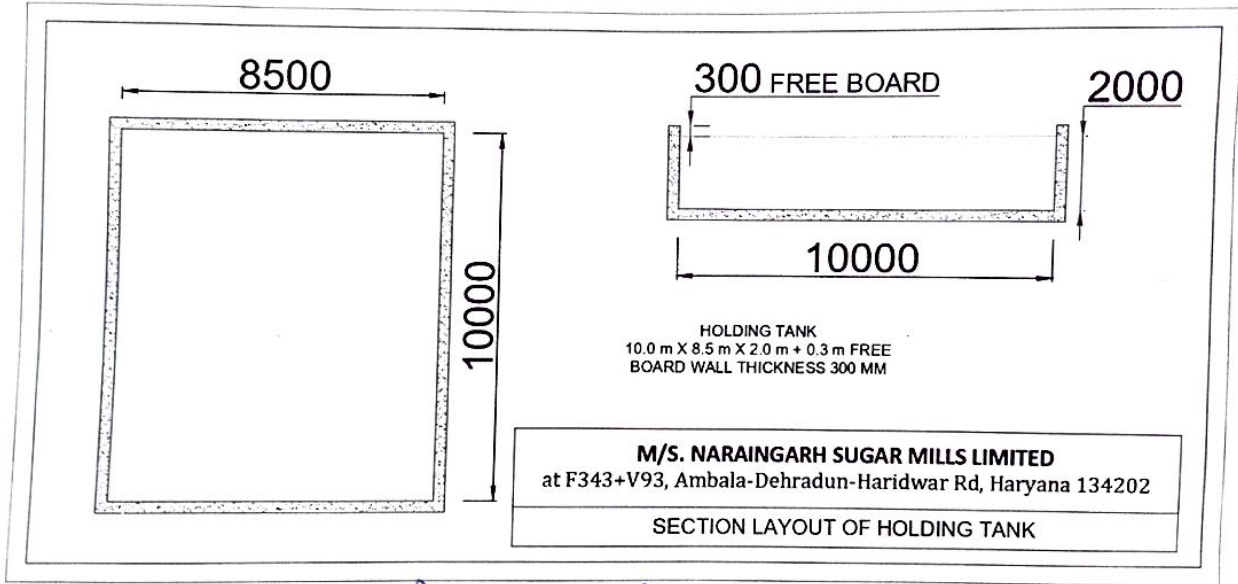 8500
10000
300 FREE BOARD
2000
10000
HOLDING TANK
10.0 m X 8.5 m X 2.0 m + 0.3 m FREE
BOARD WALL THICKNESS 300 MM
M/S. NARAINGARH SUGAR MILLS LIMITED
at F343+V93, Ambala-Dehradun-Haridwar Rd, Haryana 134202
SECTION LAYOUT OF HOLDING TANK